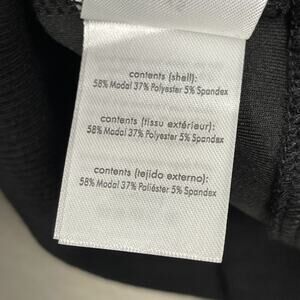 contents (shell):
58% Modal 37% Polyester 5% Spandex
contents (tissu extérieur):
58% Modal 37% Polyester 5% Spandex
contents (tejido externo):
58% Modal 37% Poliéster 5% Spandex